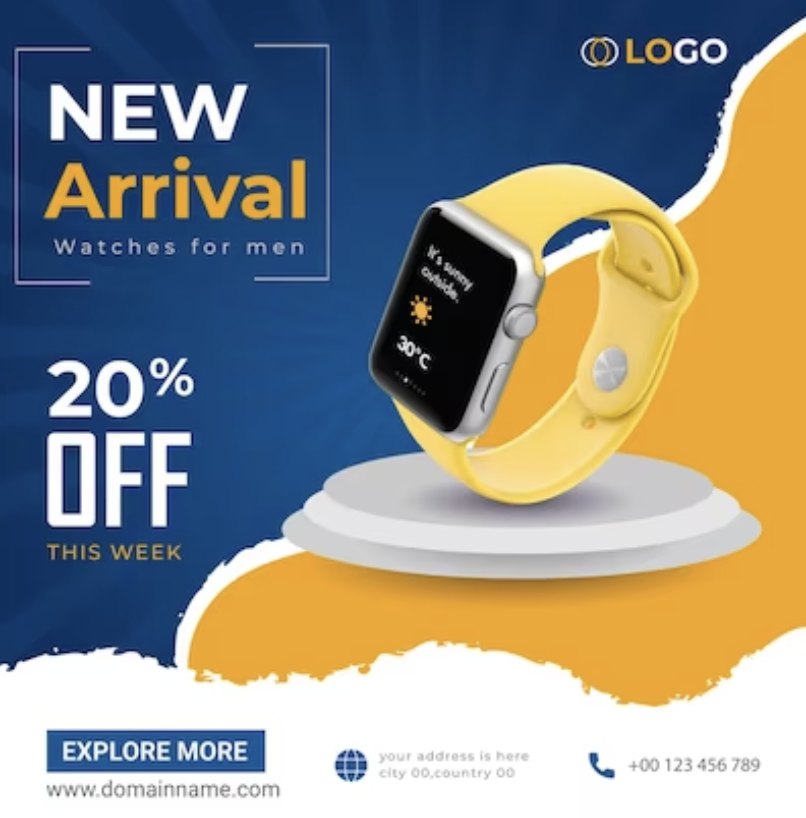 LOGO
NEW
Arrival
Watches for men
It's sunny
outside.
30°C
20%
OFF
THIS WEEK
EXPLORE MORE
www.domainname.com
your address is here
city 00,country 00
+00 123 456 789